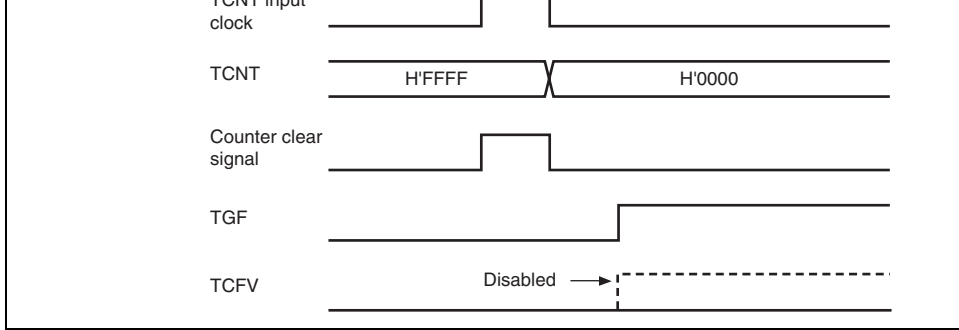 TCNT input
clock
TCNT
H'FFFF
H'0000
Counter clear
signal
TGF
TCFV
Disabled